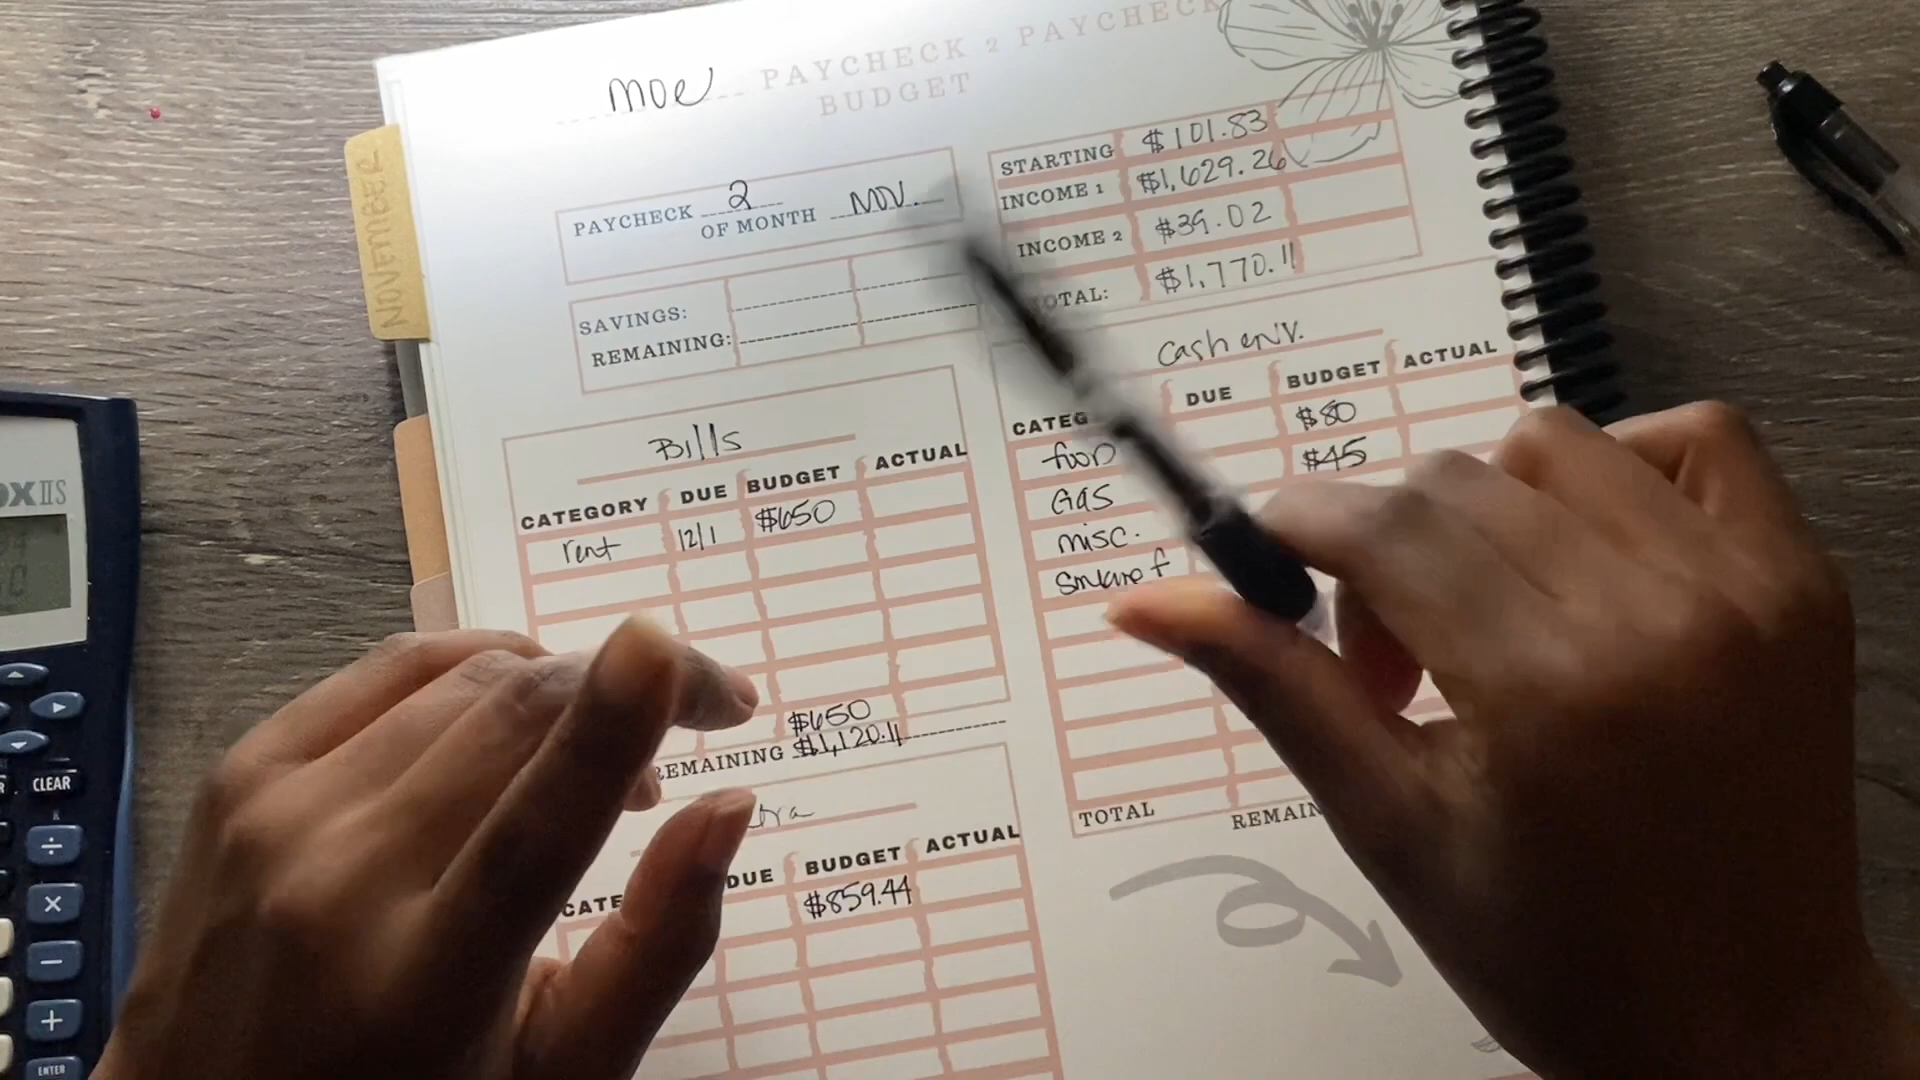 moe PAYCHECK 2 PAYCHECK
BUDGET
NOVEMBER
PAYCHECK 2
OF MONTH NOV.
SAVINGS:
REMAINING:
STARTING $101.83
INCOME 1 $1,629.26
INCOME 2 $39.02
$1,770.11
Bills
CATEGORY DUE BUDGET ACTUAL
rent 12/1 $650
$650
REMAINING $1,120.11
DUE BUDGET ACTUAL
$859.44
cash env.
DUE BUDGET ACTUAL
food $80
Gas $45
misc.
TOTAL
IIS
CLEAR
÷
×
−
+
ENTER